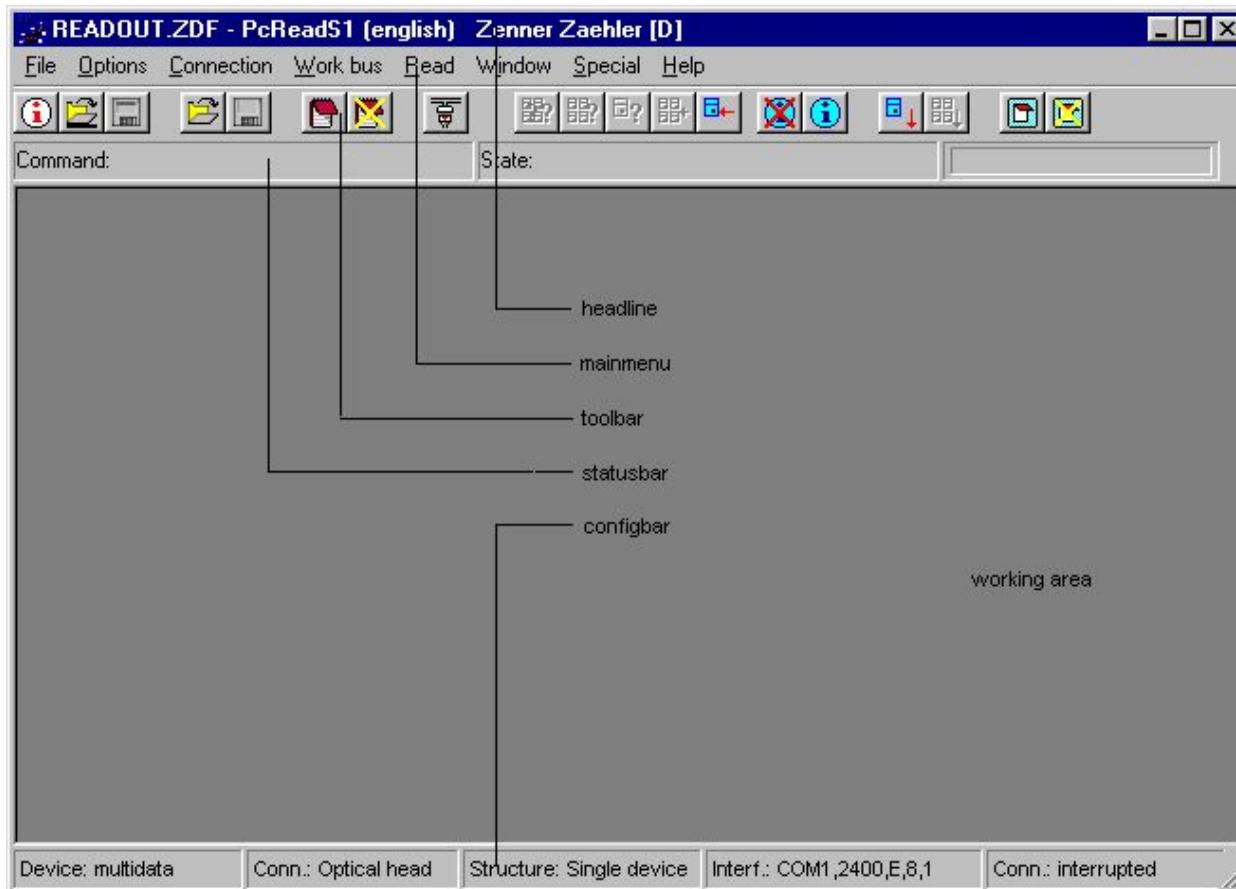 READOUT.ZDF - PcReadS1 (english) Zenner Zaehler [D]
File Options Connection Work bus Read Window Special Help
Command: State:
headline
mainmenu
toolbar
statusbar
configbar
working area
Device: multidata Conn.: Optical head Structure: Single device Interf.: COM1,2400,E,8,1 Conn.: interrupted